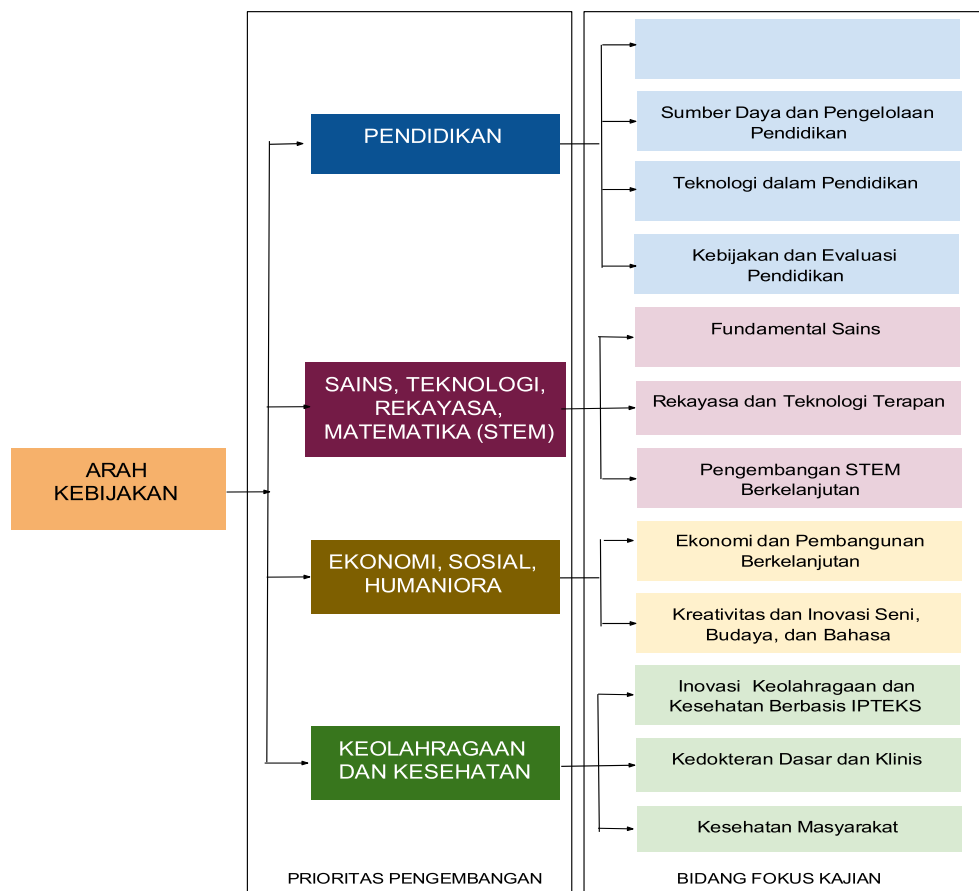 ARAH
KEBIJAKAN
PENDIDIKAN
SAINS, TEKNOLOGI,
REKAYASA,
MATEMATIKA (STEM)
EKONOMI, SOSIAL,
HUMANIORA
KEOLAHRAGAAN
DAN KESEHATAN
PRIORITAS PENGEMBANGAN
Sumber Daya dan Pengelolaan
Pendidikan
Teknologi dalam Pendidikan
Kebijakan dan Evaluasi
Pendidikan
Fundamental Sains
Rekayasa dan Teknologi Terapan
Pengembangan STEM
Berkelanjutan
Ekonomi dan Pembangunan
Berkelanjutan
Kreativitas dan Inovasi Seni,
Budaya, dan Bahasa
Inovasi  Keolahragaan dan
Kesehatan Berbasis IPTEKS
Kedokteran Dasar dan Klinis
Kesehatan Masyarakat
BIDANG FOKUS KAJIAN